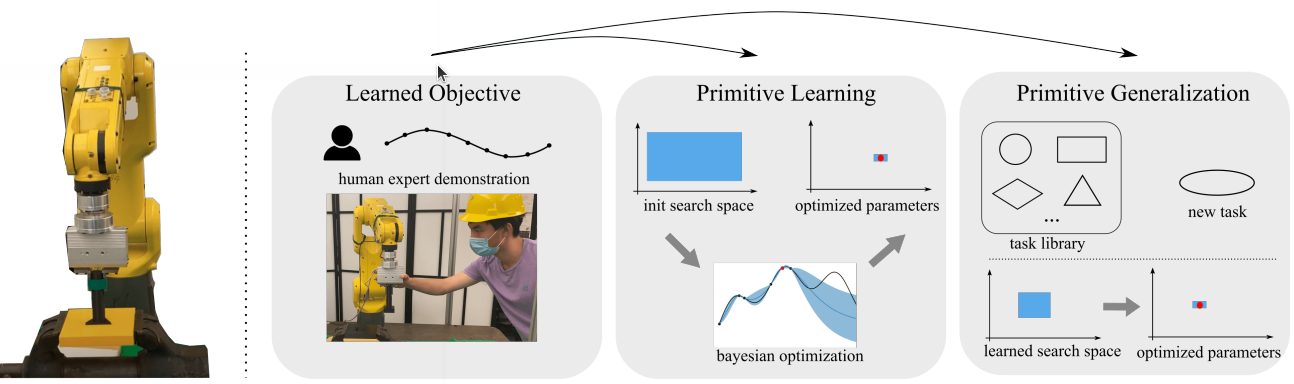 Learned Objective
human expert demonstration
Primitive Learning
init search space
optimized parameters
bayesian optimization
Primitive Generalization
...
task library
new task
learned search space
optimized parameters